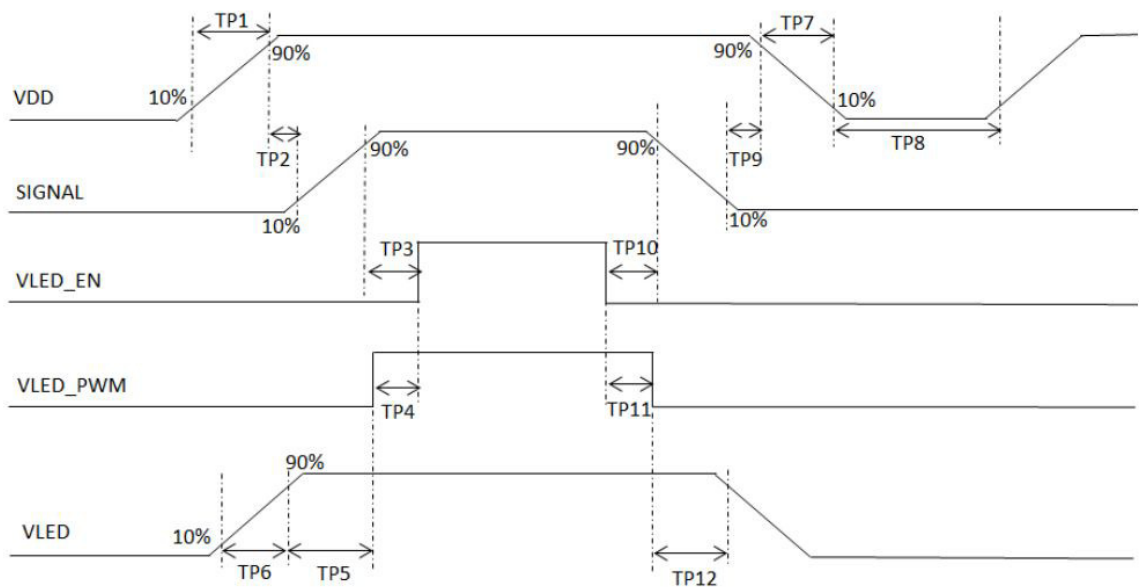 TP1
TP7
90%
90%
VDD
10%
10%
TP2
90%
90%
TP9
TP8
SIGNAL
10%
10%
TP3
TP10
VLED_EN
VLED_PWM
TP4
TP11
90%
VLED
10%
TP6
TP5
TP12